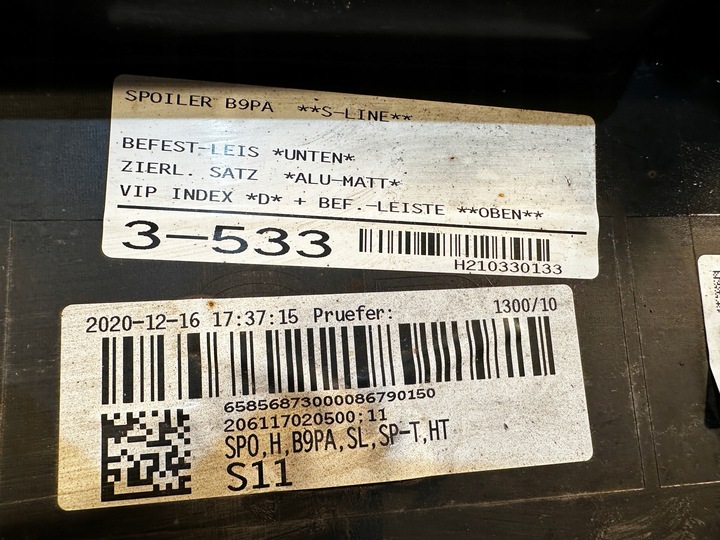 SPOILER B9PA **S-LINE**
BEFEST-LEIS *UNTEN*
ZIERL. SATZ *ALU-MATT*
VIP INDEX *D* + BEF.-LEISTE **OBEN**
3-533
H210330133
2020-12-16 17:37:15 Pruefer: 1300/10
65856873000086790150
206117020500:11
SPO,H,B9PA,SL,SP-T,HT
S11